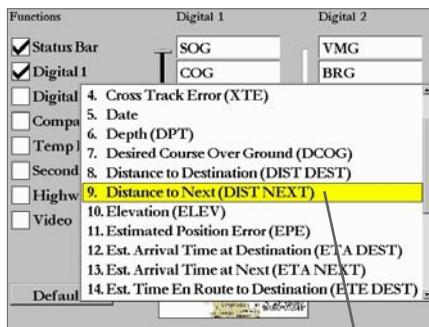 Functions Digital 1 Digital 2
Status Bar SOG VMG
Digital 1 COG BRG
Digital
4. Cross Track Error (XTE)
5. Date
6. Depth (DPT)
7. Desired Course Over Ground (DCOG)
8. Distance to Destination (DIST DEST)
9. Distance to Next (DIST NEXT)
10. Elevation (ELEV)
11. Estimated Position Error (EPE)
12. Est. Arrival Time at Destination (ETA DEST)
13. Est. Arrival Time at Next (ETA NEXT)
14. Est. Time En Route to Destination (ETE DEST)
Compa
Temp
Second
Highw
Video
Defaul